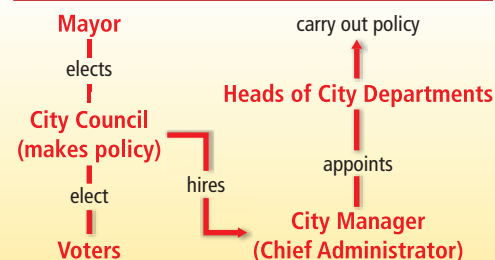 Mayor
elects
City Council
(makes policy)
elect
Voters
hires
carry out policy
Heads of City Departments
appoints
City Manager
(Chief Administrator)